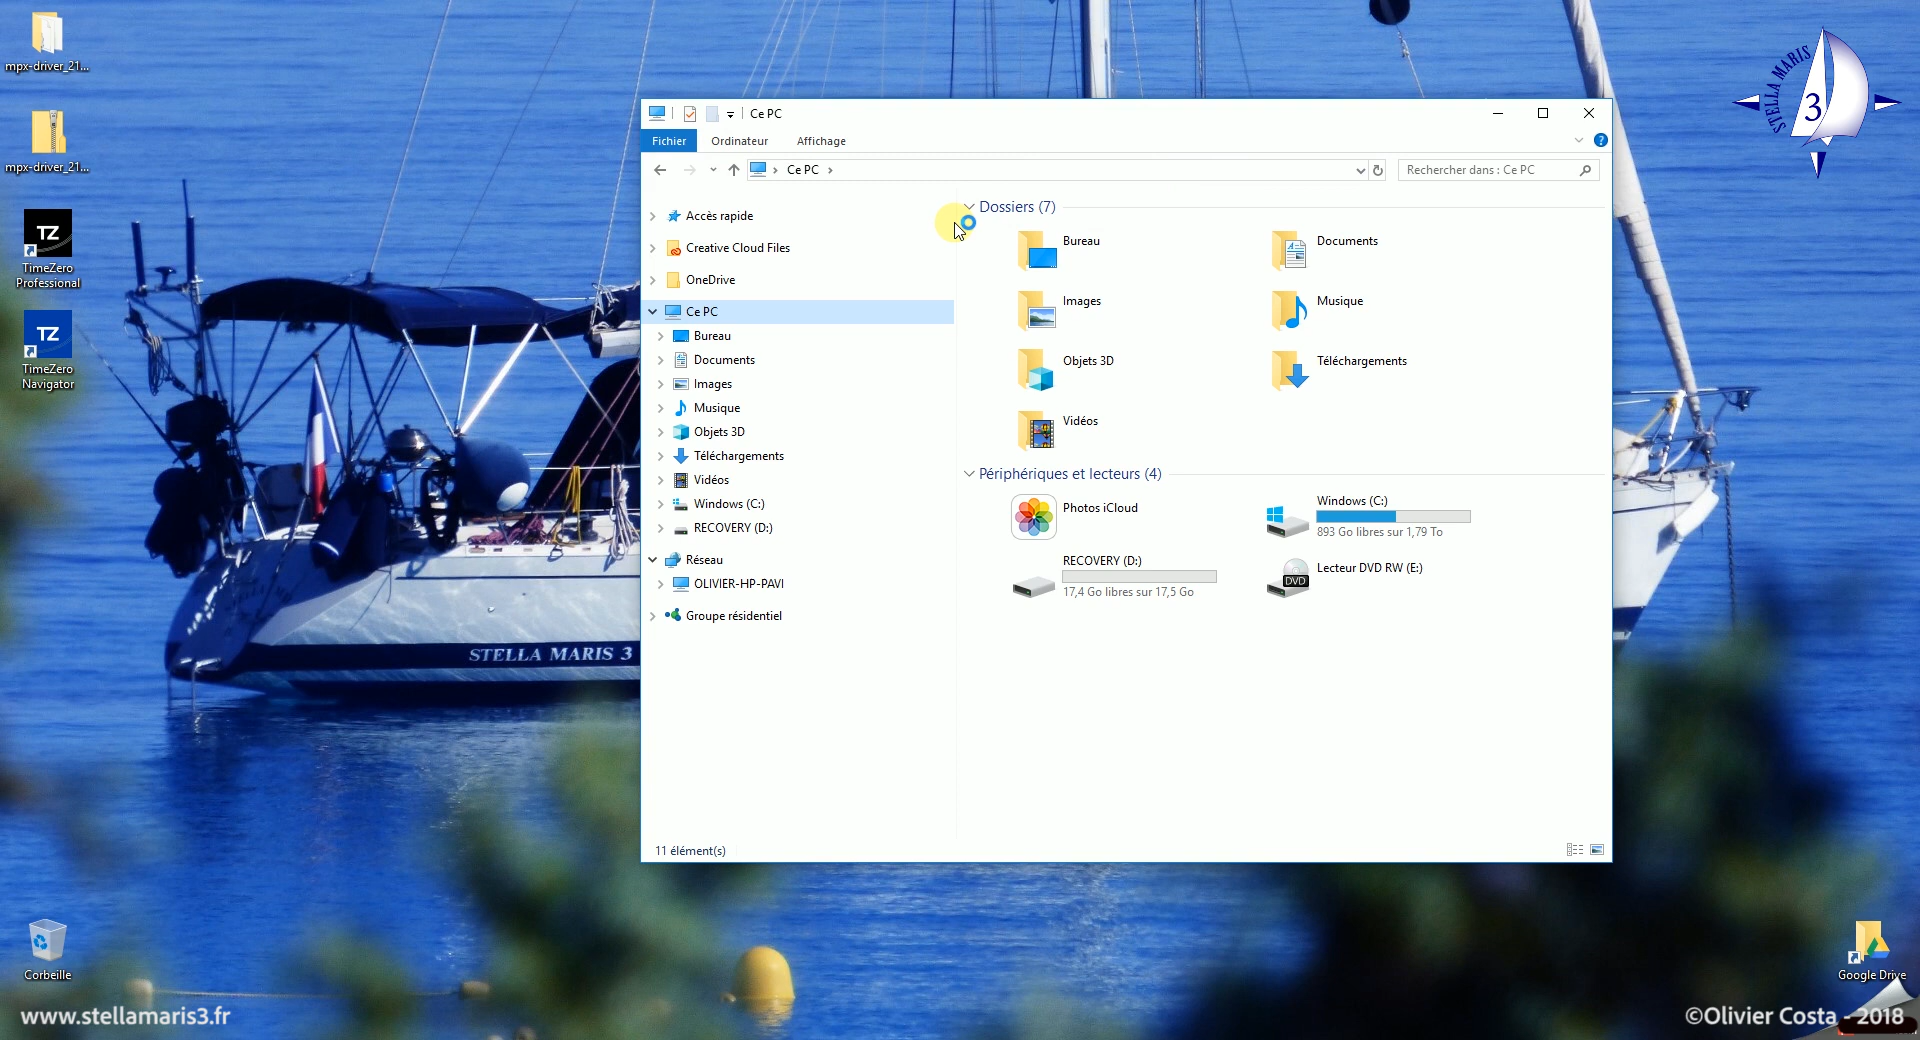 mpx-driver_21...
mpx-driver_21...
TZ
TimeZero
Professional
TZ
TimeZero
Navigator
Corbeille
www.stellamaris3.fr
STELLA MARIS 3
STELLA MARIS
3
Ce PC
Fichier
Ordinateur
Affichage
?
Ce PC
Rechercher dans : Ce PC
Accès rapide
Creative Cloud Files
OneDrive
Ce PC
Bureau
Documents
Images
Musique
Objets 3D
Téléchargements
Vidéos
Windows (C:)
RECOVERY (D:)
Réseau
OLIVIER-HP-PAVI
Groupe résidentiel
Dossiers (7)
Bureau
Documents
Images
Musique
Objets 3D
Téléchargements
Vidéos
Périphériques et lecteurs (4)
Photos iCloud
Windows (C:)
893 Go libres sur 1,79 To
RECOVERY (D:)
17,4 Go libres sur 17,5 Go
DVD
Lecteur DVD RW (E:)
11 élément(s)
Google Drive
©Olivier Costa - 2018